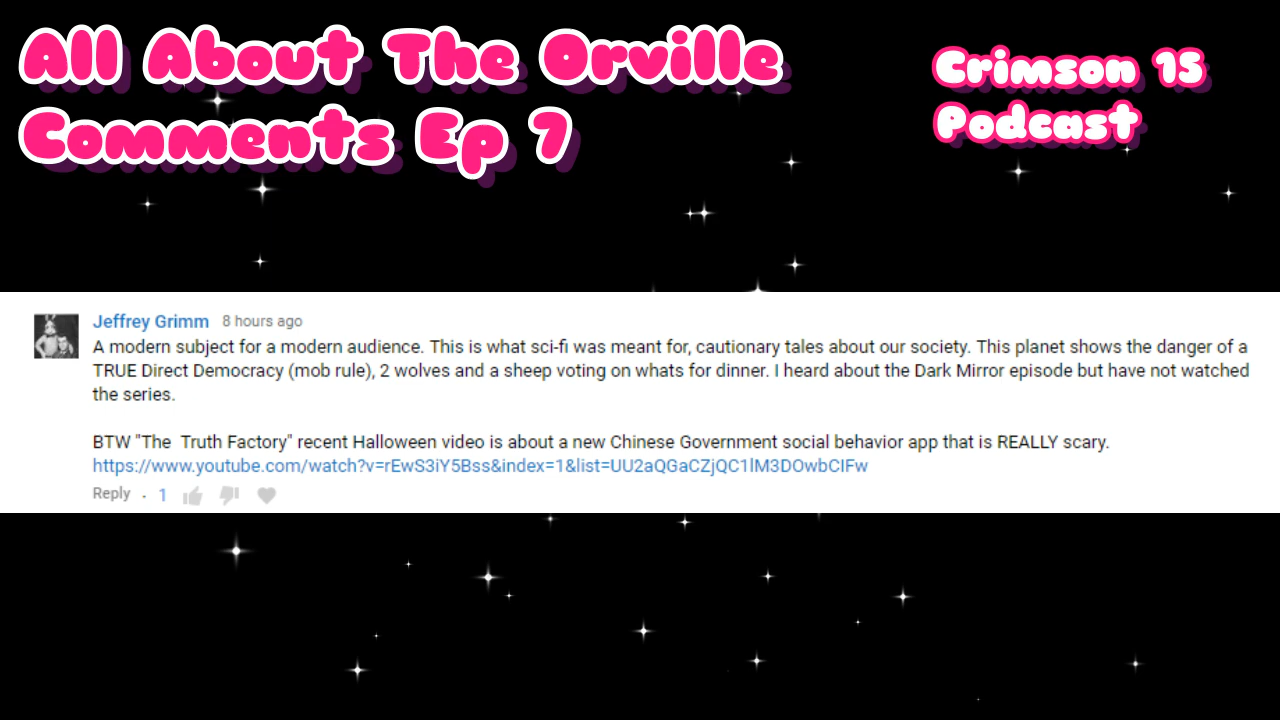 All About The Orville
Comments Ep 7
Crimson 15
Podcast
Jeffrey Grimm 8 hours ago
A modern subject for a modern audience. This is what sci-fi was meant for, cautionary tales about our society. This planet shows the danger of a
TRUE Direct Democracy (mob rule), 2 wolves and a sheep voting on whats for dinner. I heard about the Dark Mirror episode but have not watched
the series.
BTW "The  Truth Factory" recent Halloween video is about a new Chinese Government social behavior app that is REALLY scary.
https://www.youtube.com/watch?v=rEwS3iY5Bss&index=1&list=UU2aQGaCZjQC1lM3DOwbCIFw
Reply · 1